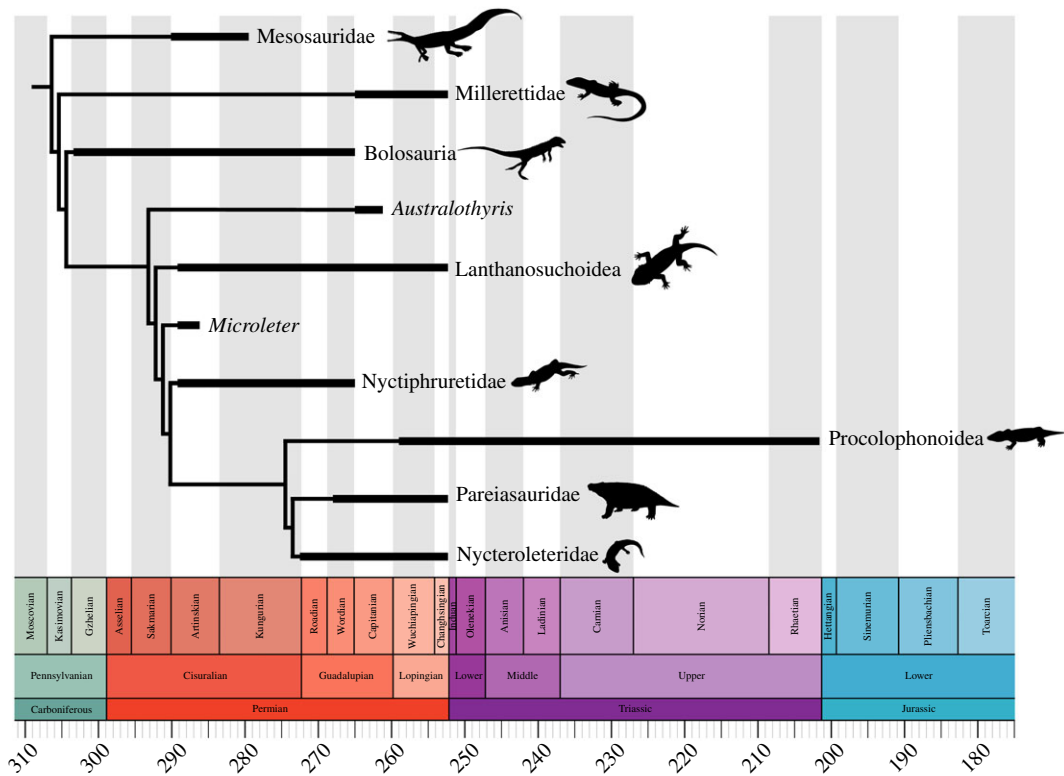 Mesosauridae
Millerettidae
Bolosauria
Australothyris
Lanthanosuchoidea
Microleter
Nyctiphruretidae
Procolophonoidea
Pareiasauridae
Nycteroleteridae
Moscovian Kasimovian Gzhelian Asselian Sakmarian Artinskian Kungurian Roadian Wordian Capitanian Wuchiapingian Changhsingian Induan Olenekian Anisian Ladinian Carnian Norian Rhaetian Hettangian Sinemurian Pliensbachian Toarcian
Pennsylvanian Cisuralian Guadalupian Lopingian Lower Middle Upper Lower
Carboniferous Permian Triassic Jurassic
310 300 290 280 270 260 250 240 230 220 210 200 190 180